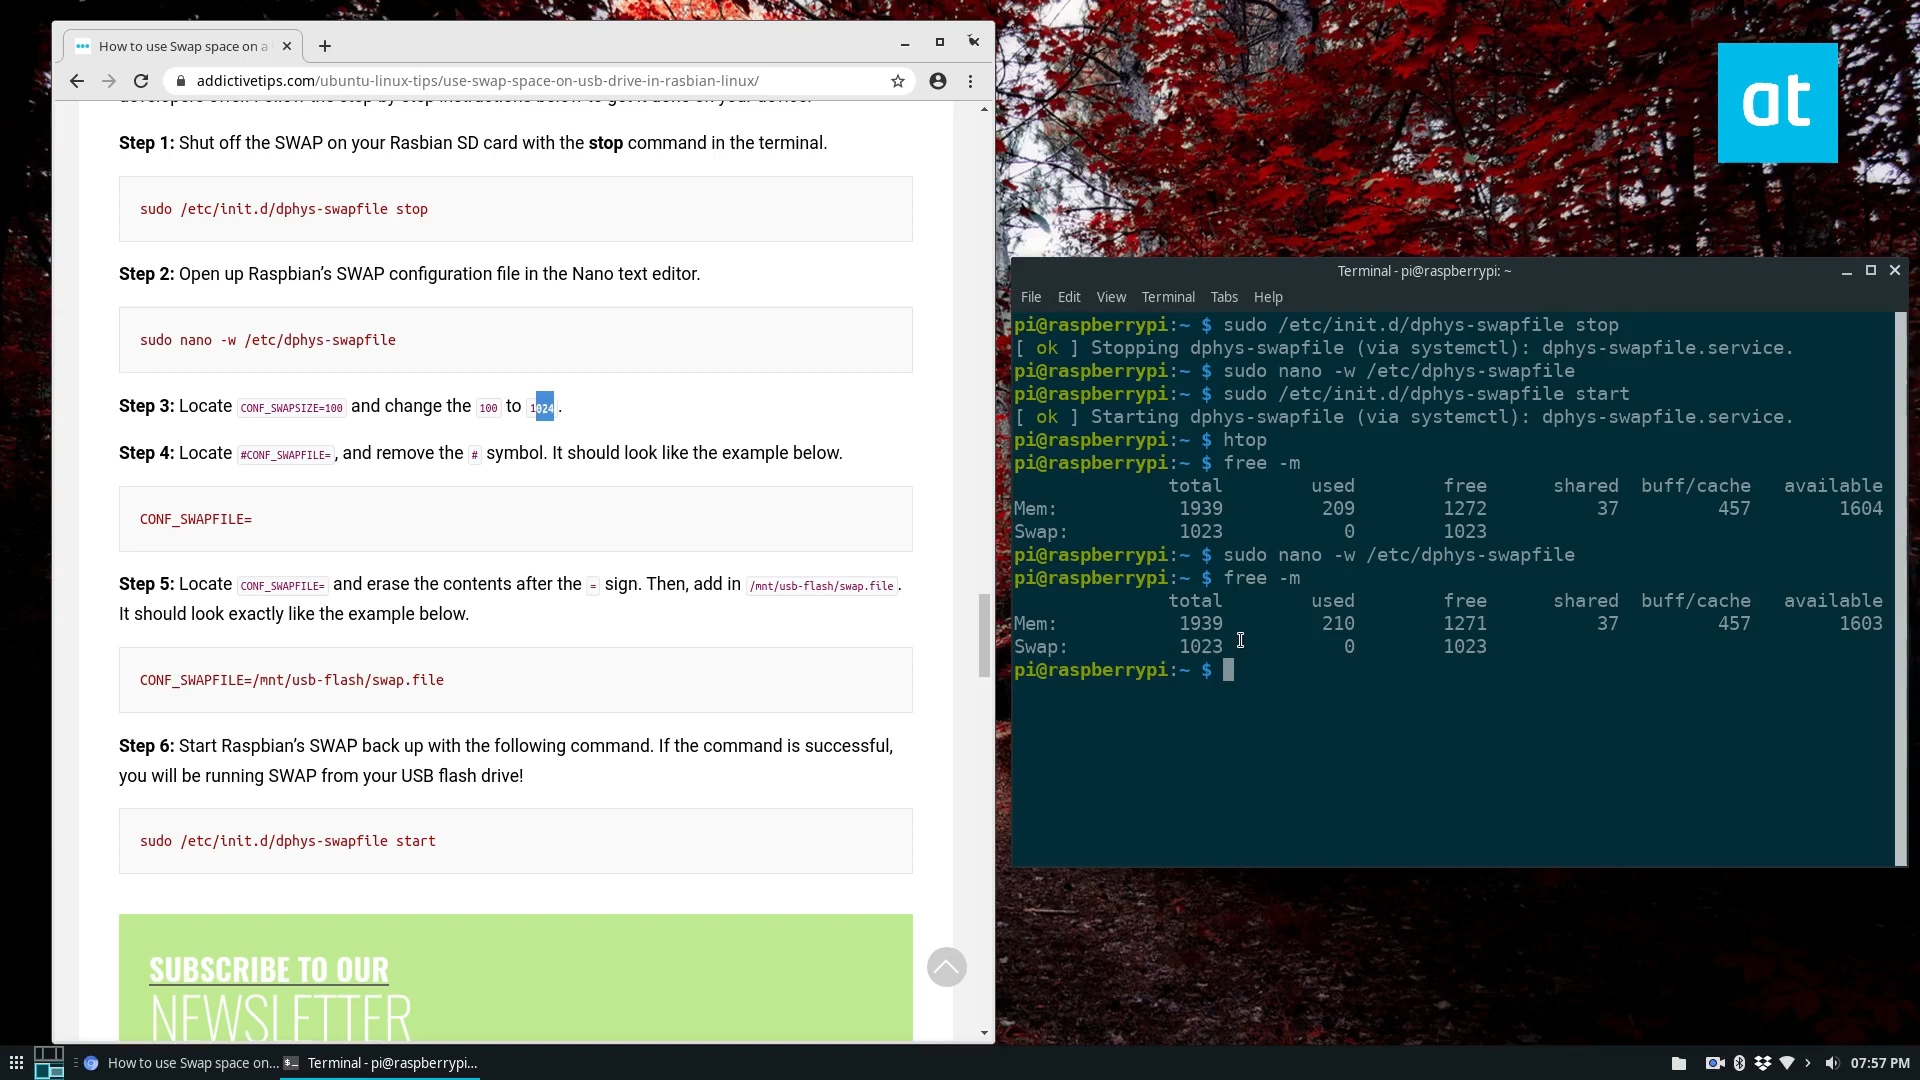 How to use Swap space on a
addictivetips.com/ubuntu-linux-tips/use-swap-space-on-usb-drive-in-rasbian-linux/
Step 1: Shut off the SWAP on your Rasbian SD card with the stop command in the terminal.
sudo /etc/init.d/dphys-swapfile stop
Step 2: Open up Raspbian’s SWAP configuration file in the Nano text editor.
sudo nano -w /etc/dphys-swapfile
Step 3: Locate CONF_SWAPSIZE=100 and change the 100 to 1024.
Step 4: Locate #CONF_SWAPFILE=, and remove the # symbol. It should look like the example below.
CONF_SWAPFILE=
Step 5: Locate CONF_SWAPFILE= and erase the contents after the = sign. Then, add in /mnt/usb-flash/swap.file.
It should look exactly like the example below.
CONF_SWAPFILE=/mnt/usb-flash/swap.file
Step 6: Start Raspbian’s SWAP back up with the following command. If the command is successful,
you will be running SWAP from your USB flash drive!
sudo /etc/init.d/dphys-swapfile start
SUBSCRIBE TO OUR
NEWSLETTER
at
Terminal - pi@raspberrypi: ~
File Edit View Terminal Tabs Help
pi@raspberrypi:~ $ sudo /etc/init.d/dphys-swapfile stop
[ ok ] Stopping dphys-swapfile (via systemctl): dphys-swapfile.service.
pi@raspberrypi:~ $ sudo nano -w /etc/dphys-swapfile
pi@raspberrypi:~ $ sudo /etc/init.d/dphys-swapfile start
[ ok ] Starting dphys-swapfile (via systemctl): dphys-swapfile.service.
pi@raspberrypi:~ $ htop
pi@raspberrypi:~ $ free -m
total used free shared buff/cache available
Mem: 1939 209 1272 37 457 1604
Swap: 1023 0 1023
pi@raspberrypi:~ $ sudo nano -w /etc/dphys-swapfile
pi@raspberrypi:~ $ free -m
total used free shared buff/cache available
Mem: 1939 210 1271 37 457 1603
Swap: 1023 0 1023
pi@raspberrypi:~ $
How to use Swap space on... Terminal - pi@raspberrypi... 07:57 PM